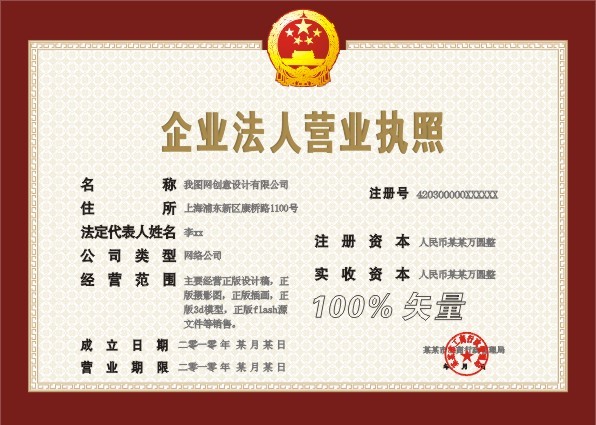 企业法人营业执照
名称 我图网创意设计有限公司
注册号 420300000XXXXXX
住所 上海浦东新区康桥路1100号
法定代表人姓名 李xx
注册资本 人民币某某万圆整
公司类型 网络公司
实收资本 人民币某某万圆整
经营范围 主要经营正版设计稿，正
版摄影图，正版插画，正
版3d模型，正版flash源
文件等销售。
100% 矢量
成立日期 二零一零年 某月某日
营业期限 二零一零年 某月某日
年 月 日